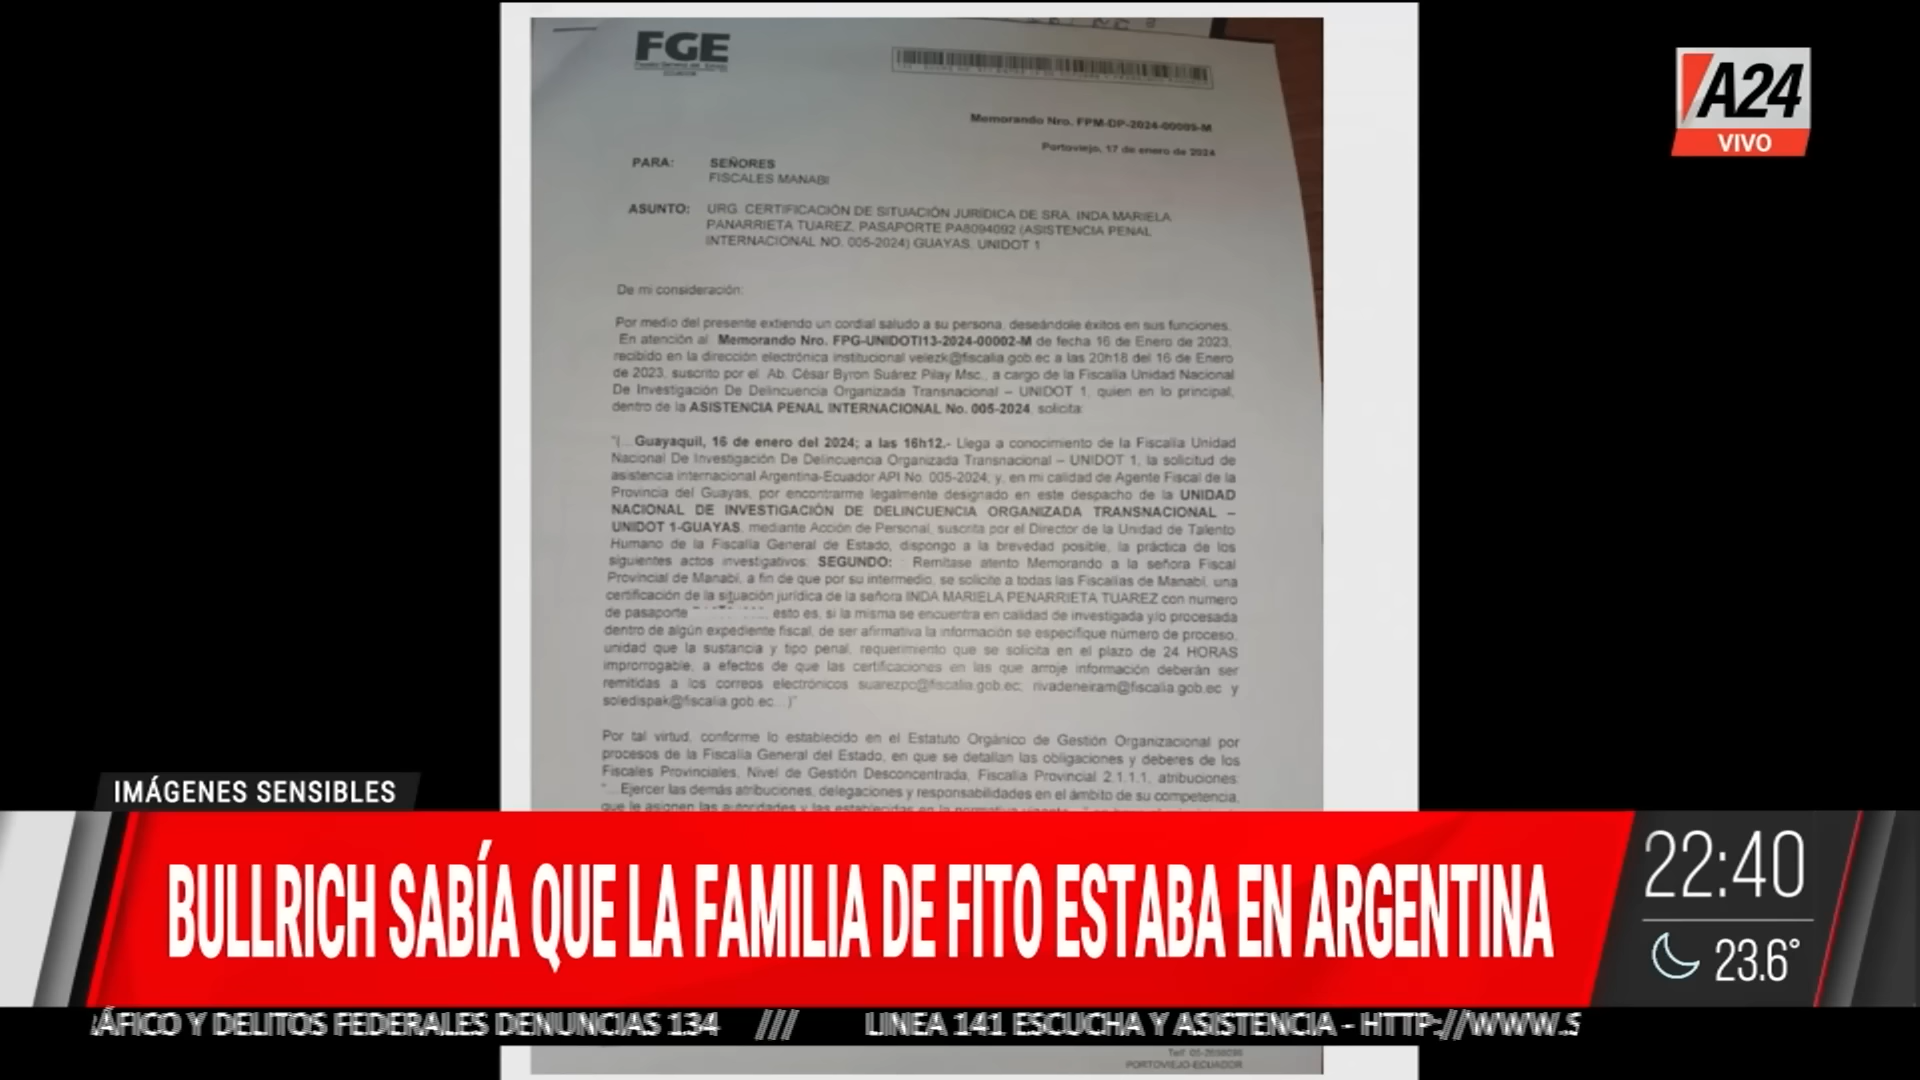 FGE
Fiscalía General del Estado
ECUADOR
Memorando Nro. FPM-DP-2024-00005-M
Portoviejo, 17 de enero de 2024
PARA: SEÑORES
FISCALES MANABI
ASUNTO: URG. CERTIFICACIÓN DE SITUACIÓN JURÍDICA DE SRA. INDA MARIELA
PANARRIETA TUAREZ, PASAPORTE PA8094092 (ASISTENCIA PENAL
INTERNACIONAL NO. 005-2024) GUAYAS, UNIDOT 1
De mi consideración:
Por medio del presente extiendo un cordial saludo a su persona, deseándole éxitos en sus funciones.
En atención al Memorando Nro. FPG-UNIDOTI13-2024-00002-M de fecha 16 de Enero de 2023,
recibido en la dirección electrónica institucional velezk@fiscalia.gob.ec a las 20h18 del 16 de Enero
de 2023, suscrito por el Ab. César Byron Suárez Pilay Msc., a cargo de la Fiscalía Unidad Nacional
De Investigación De Delincuencia Organizada Transnacional – UNIDOT 1, quien en lo principal,
dentro de la ASISTENCIA PENAL INTERNACIONAL No. 005-2024, solicita:
"(...Guayaquil, 16 de enero del 2024; a las 16h12.- Llega a conocimiento de la Fiscalía Unidad
Nacional De Investigación De Delincuencia Organizada Transnacional – UNIDOT 1, la solicitud de
asistencia internacional Argentina-Ecuador API No. 005-2024; y, en mi calidad de Agente Fiscal de la
Provincia del Guayas, por encontrarme legalmente designado en este despacho de la UNIDAD
NACIONAL DE INVESTIGACIÓN DE DELINCUENCIA ORGANIZADA TRANSNACIONAL –
UNIDOT 1-GUAYAS, mediante Acción de Personal, suscrita por el Director de la Unidad de Talento
Humano de la Fiscalía General de Estado, dispongo a la brevedad posible, la práctica de los
siguientes actos investigativos: SEGUNDO: Remítase atento Memorando a la señora Fiscal
Provincial de Manabí, a fin de que por su intermedio, se solicite a todas las Fiscalías de Manabí, una
certificación de la situación jurídica de la señora INDA MARIELA PENARRIETA TUAREZ con numero
de pasaporte esto es, si la misma se encuentra en calidad de investigada y/o procesada
dentro de algún expediente fiscal, de ser afirmativa la información se especifique número de proceso,
unidad que la sustancia y tipo penal, requerimiento que se solicita en el plazo de 24 HORAS
improrrogable, a efectos de que las certificaciones en las que arroje información deberán ser
remitidas a los correos electrónicos suarezpc@fiscalia.gob.ec; rivadeneiram@fiscalia.gob.ec y
soledispak@fiscalia.gob.ec...)"
Por tal virtud, conforme lo establecido en el Estatuto Orgánico de Gestión Organizacional por
procesos de la Fiscalía General del Estado, en que se detallan las obligaciones y deberes de los
Fiscales Provinciales, Nivel de Gestión Desconcentrada, Fiscalía Provincial 2.1.1.1, atribuciones:
"...Ejercer las demás atribuciones, delegaciones y responsabilidades en el ámbito de su competencia,
que le asignen las autoridades y las establecidas en la normativa vigente
A24
VIVO
IMÁGENES SENSIBLES
BULLRICH SABÍA QUE LA FAMILIA DE FITO ESTABA EN ARGENTINA
22:40
23.6°
ÁFICO Y DELITOS FEDERALES DENUNCIAS 134 /// LINEA 141 ESCUCHA Y ASISTENCIA - HTTP://WWW.S
PORTOVIEJO-ECUADOR